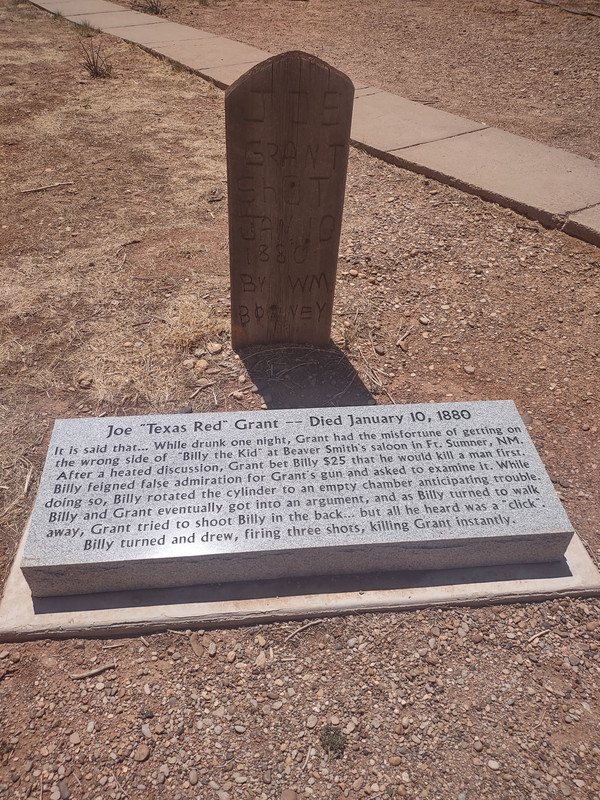 JOE
GRANT
SHOT
JAN 10
1880
BY WM
BONNEY
Joe "Texas Red" Grant -- Died January 10, 1880
It is said that... While drunk one night, Grant had the misfortune of getting on
the wrong side of "Billy the Kid" at Beaver Smith's saloon in Ft. Sumner, NM.
After a heated discussion, Grant bet Billy $25 that he would kill a man first.
Billy feigned false admiration for Grant's gun and asked to examine it. While
doing so, Billy rotated the cylinder to an empty chamber anticipating trouble.
Billy and Grant eventually got into an argument, and as Billy turned to walk
away, Grant tried to shoot Billy in the back... but all he heard was a "click".
Billy turned and drew, firing three shots, killing Grant instantly.